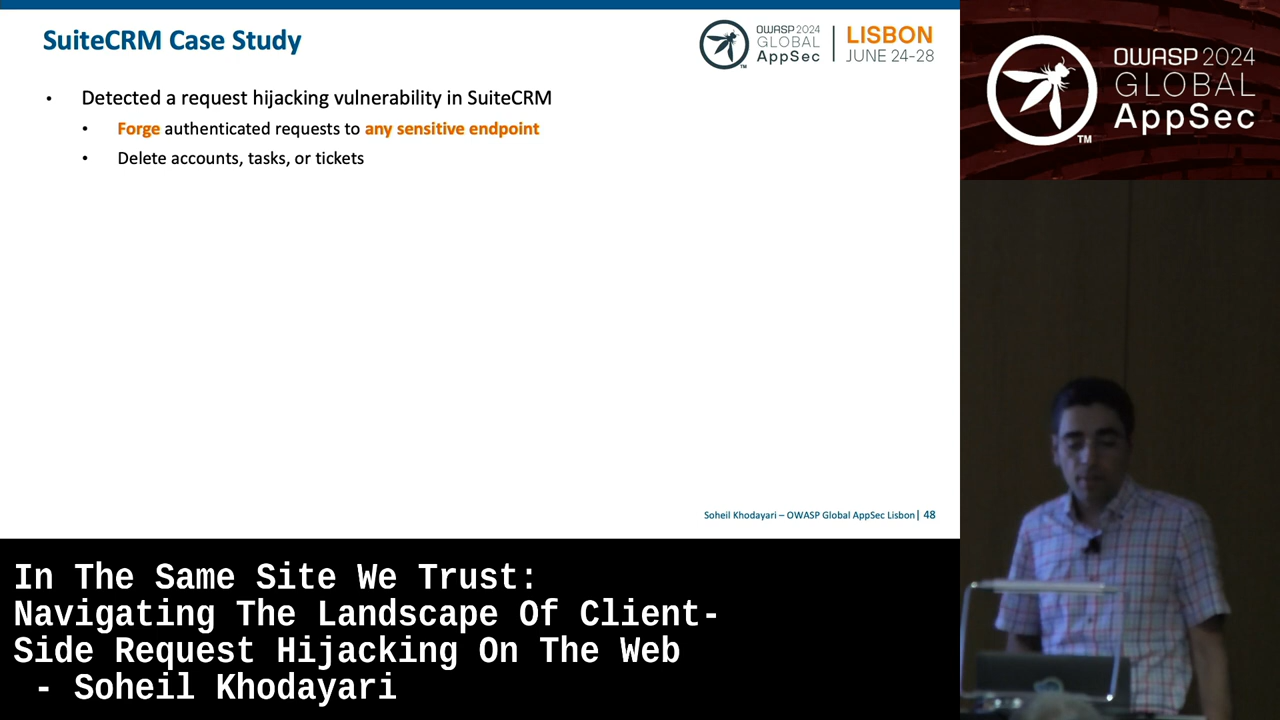 SuiteCRM Case Study
OWASP 2024
GLOBAL
AppSec
TM
LISBON
JUNE 24-28
• Detected a request hijacking vulnerability in SuiteCRM
• Forge authenticated requests to any sensitive endpoint
• Delete accounts, tasks, or tickets
Soheil Khodayari – OWASP Global AppSec Lisbon | 48
OWASP 2024
GLOBAL
AppSec
TM
In The Same Site We Trust:
Navigating The Landscape Of Client-
Side Request Hijacking On The Web
- Soheil Khodayari